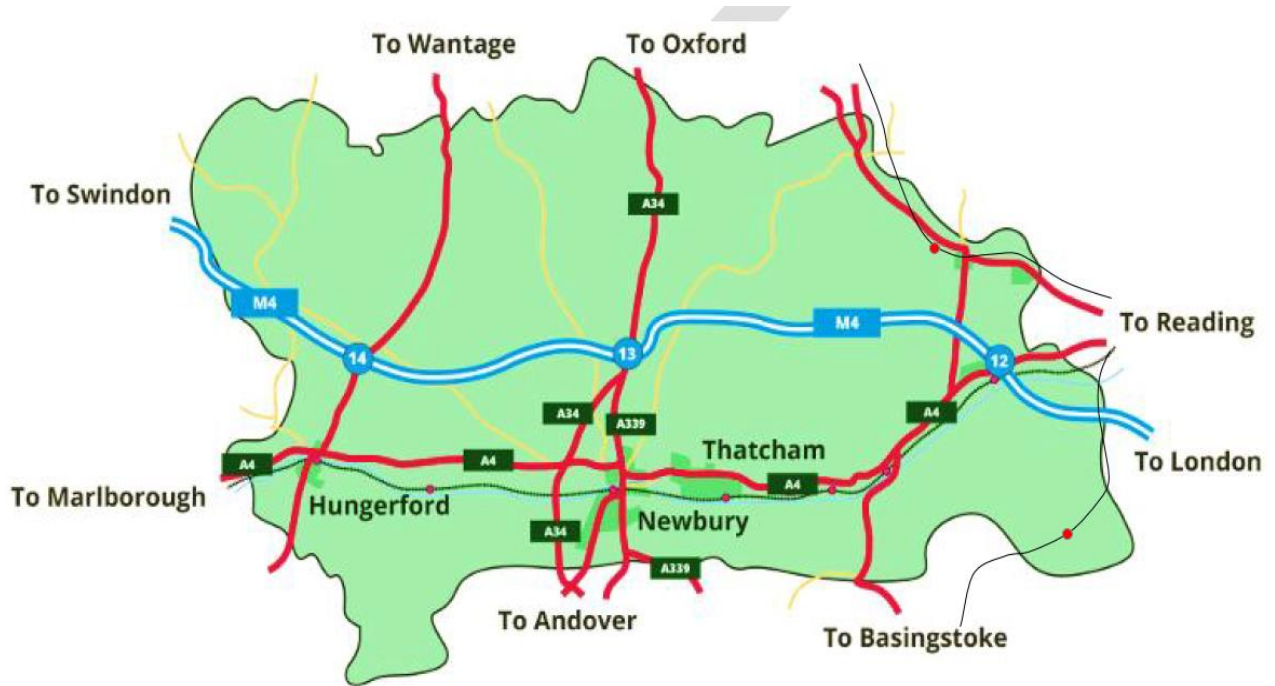 To Wantage
To Oxford
To Swindon
A34
M4
M4
To Reading
14
13
12
A34
A339
A4
Thatcham
To London
A4
A4
A4
To Marlborough
Hungerford
Newbury
A34
A339
To Andover
To Basingstoke